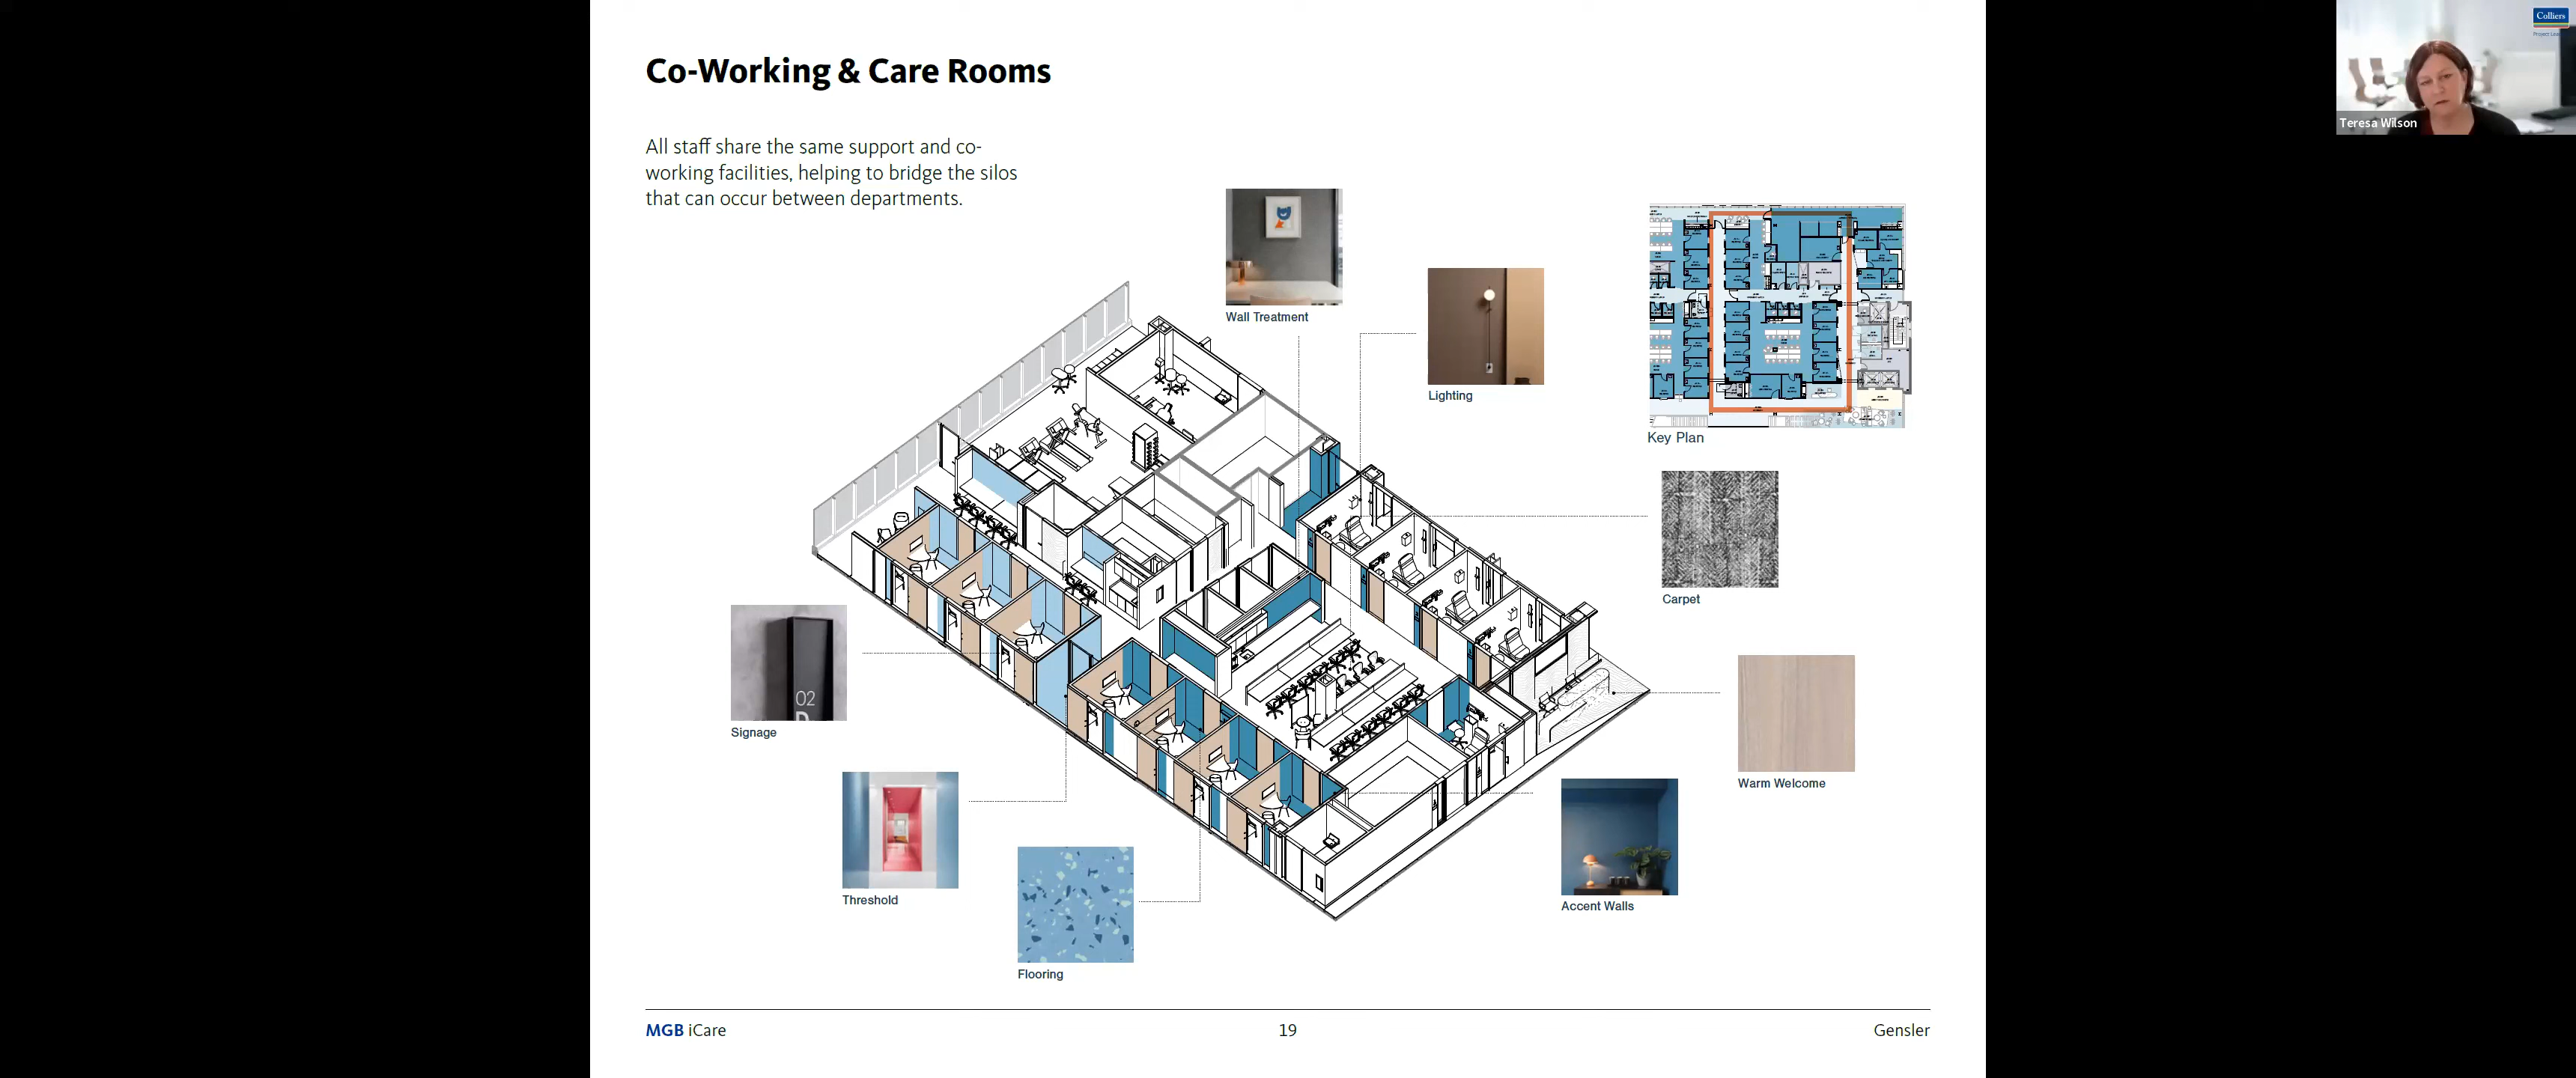 Co-Working & Care Rooms
All staff share the same support and co-
working facilities, helping to bridge the silos
that can occur between departments.
Wall Treatment
Lighting
Key Plan
Carpet
02
Signage
Warm Welcome
Threshold
Accent Walls
Flooring
MGB iCare
19
Gensler
Colliers
Teresa Wilson